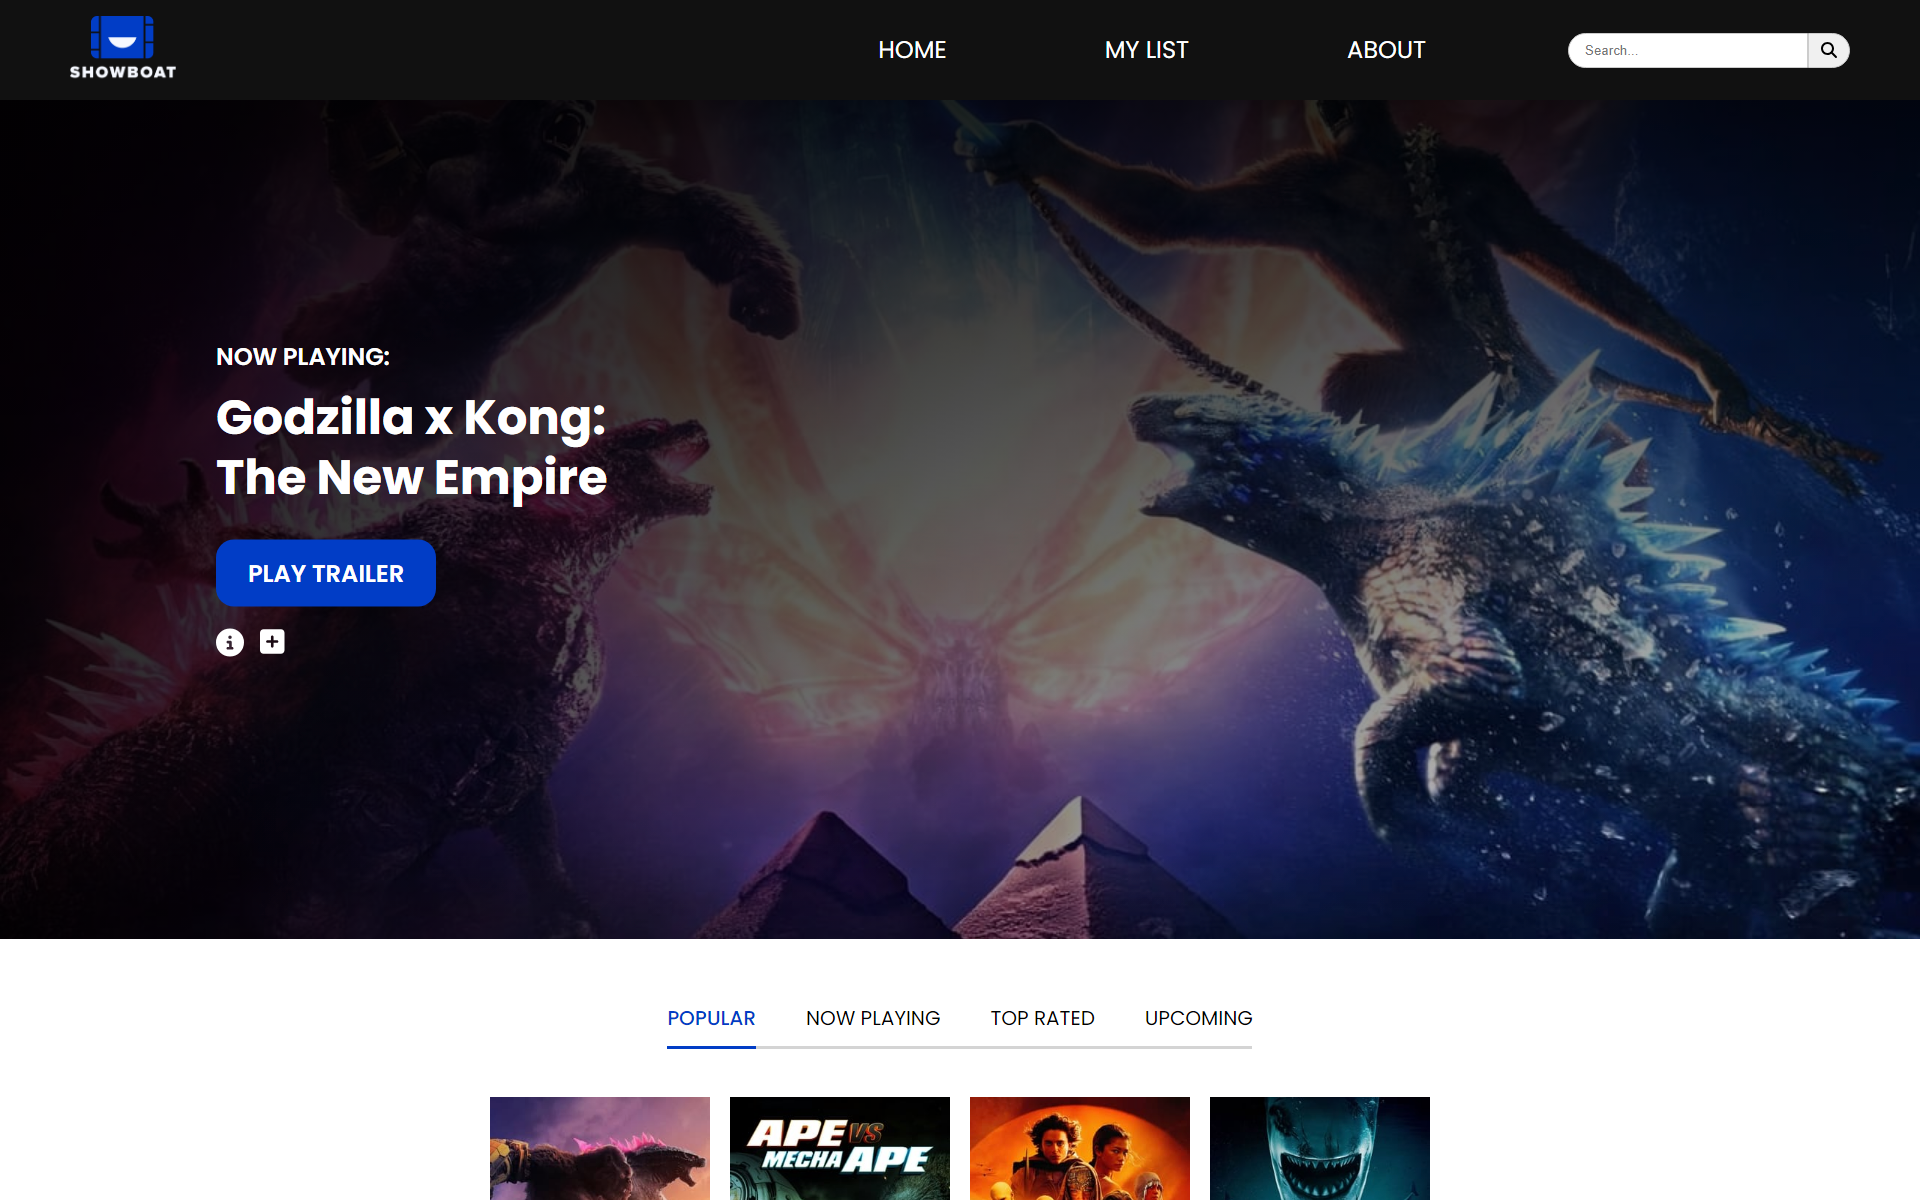 SHOWBOAT
HOME
MY LIST
ABOUT
Search...
NOW PLAYING:
Godzilla x Kong:
The New Empire
PLAY TRAILER
POPULAR
NOW PLAYING
TOP RATED
UPCOMING
APE VS
MECHA APE